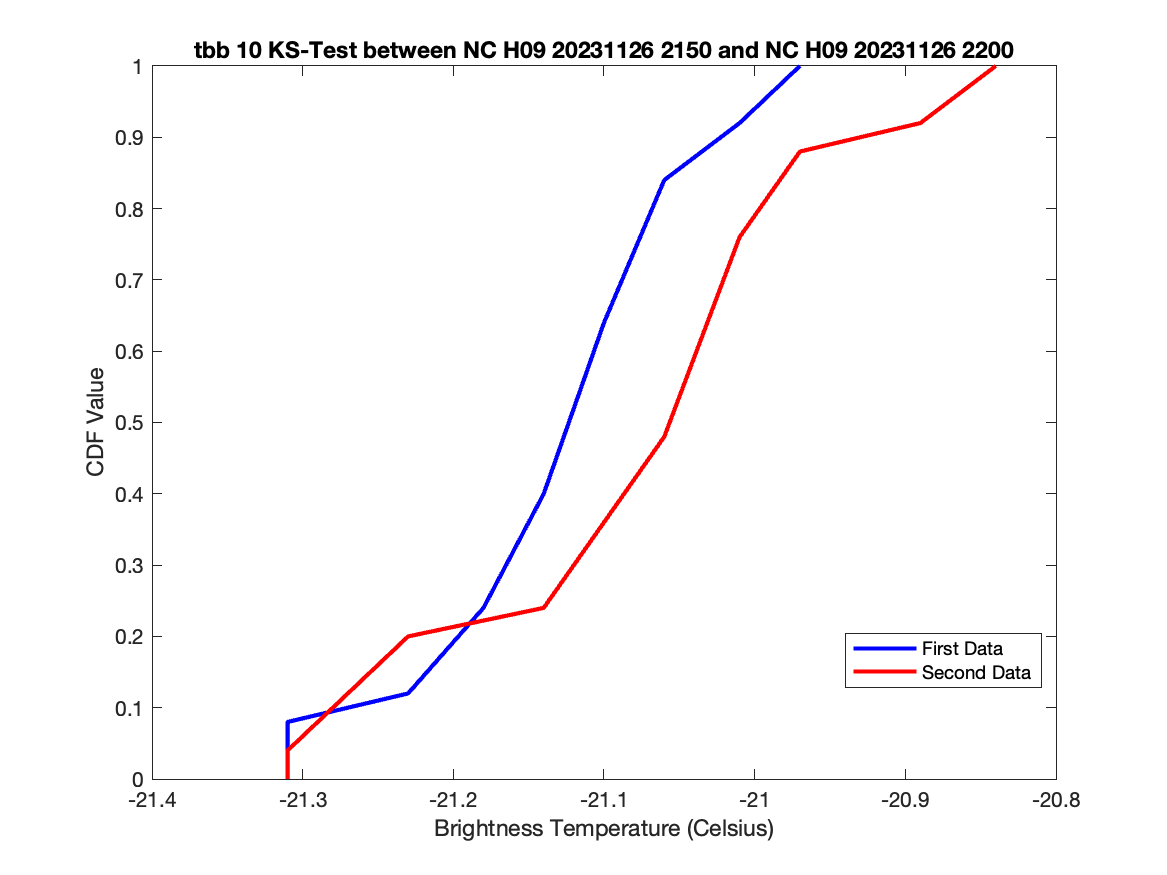 tbb 10 KS-Test between NC H09 20231126 2150 and NC H09 20231126 2200
1
0.9
0.8
0.7
0.6
0.5
0.4
0.3
0.2
0.1
0
CDF Value
First Data
Second Data
-21.4 -21.3 -21.2 -21.1 -21 -20.9 -20.8
Brightness Temperature (Celsius)